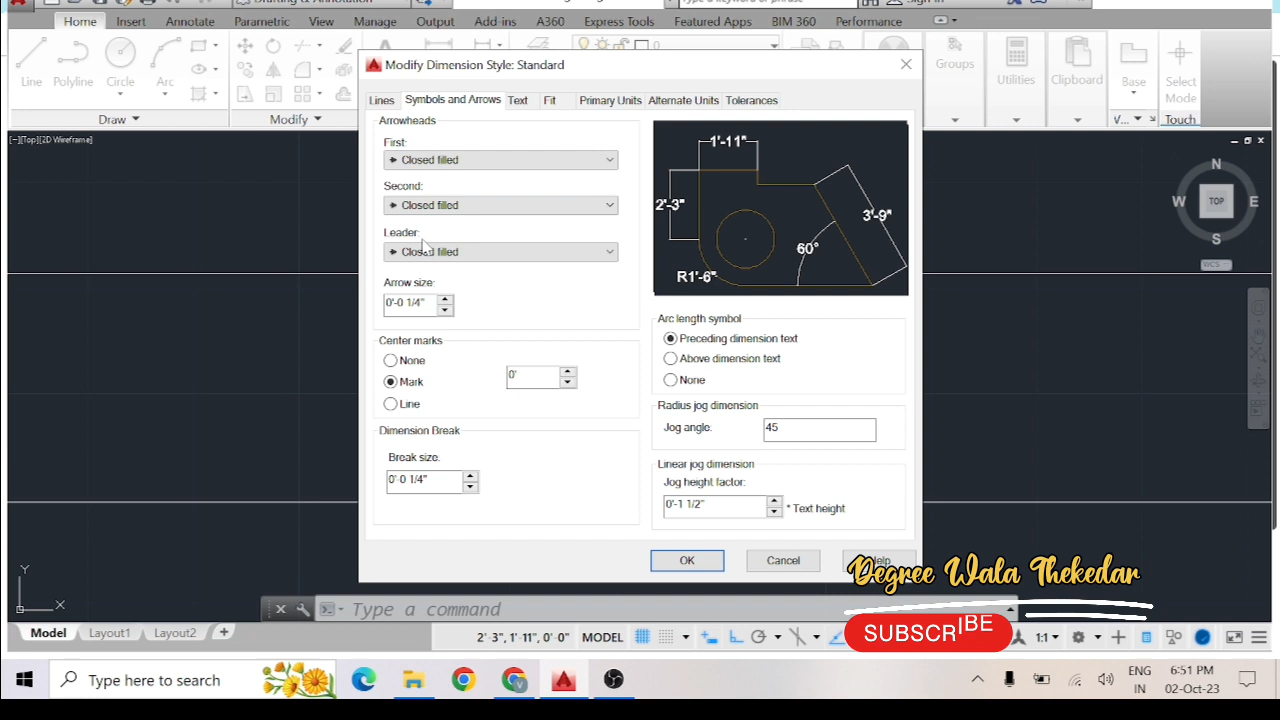 Drafting & Annotation
Sign In
Home Insert Annotate Parametric View Manage Output Add-ins A360 Express Tools Featured Apps BIM 360 Performance
Line Polyline Circle Arc
0
Groups Utilities Clipboard Base Select Mode
Draw Modify V... Touch
Modify Dimension Style: Standard
Lines Symbols and Arrows Text Fit Primary Units Alternate Units Tolerances
[−][Top][2D Wireframe]
Arrowheads
First:
Closed filled
Second:
Closed filled
Leader:
Closed filled
Arrow size:
0'-0 1/4"
Center marks
None
Mark
Line
0'
Dimension Break
Break size:
0'-0 1/4"
1'-11"
2'-3"
3'-9"
60°
R1'-6"
Arc length symbol
Preceding dimension text
Above dimension text
None
Radius jog dimension
Jog angle:
45
Linear jog dimension
Jog height factor:
0'-1 1/2"
* Text height
OK Cancel Help
N
W TOP E
S
WCS
Y
X
Degree Wala Thekedar
SUBSCRIBE
Type a command
Model Layout1 Layout2 +
2'-3", 1'-11", 0'-0" MODEL
1:1
Type here to search
ENG
IN
6:51 PM
02-Oct-23